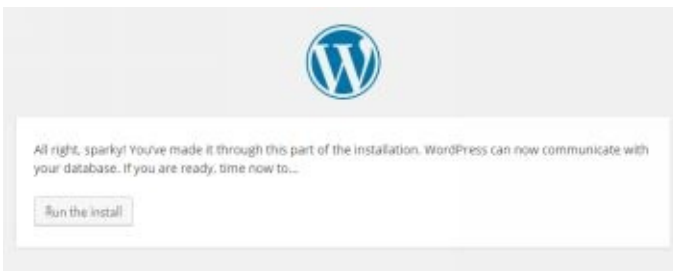 All right, sparky! You've made it through this part of the installation. WordPress can now communicate with
your database. If you are ready, time now to...
Run the install